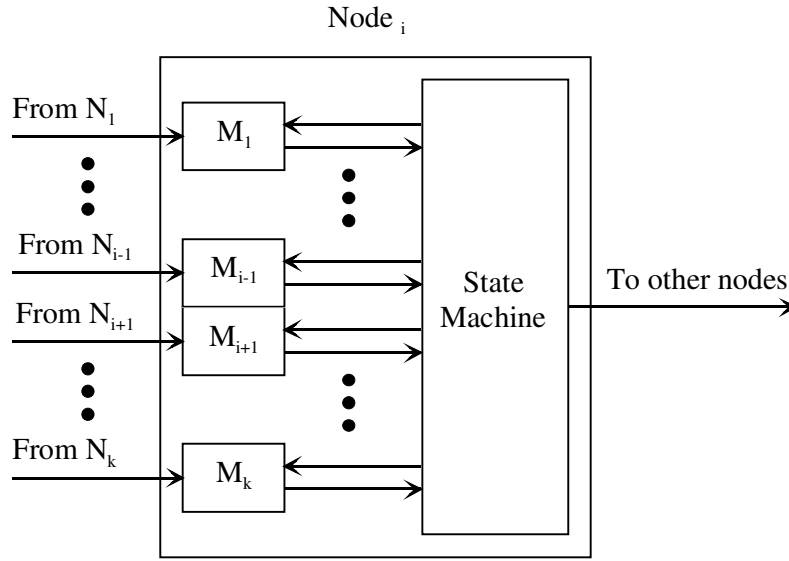 Node i
From N1
M1
From Ni-1
Mi-1
From Ni+1
Mi+1
From Nk
Mk
State
Machine
To other nodes